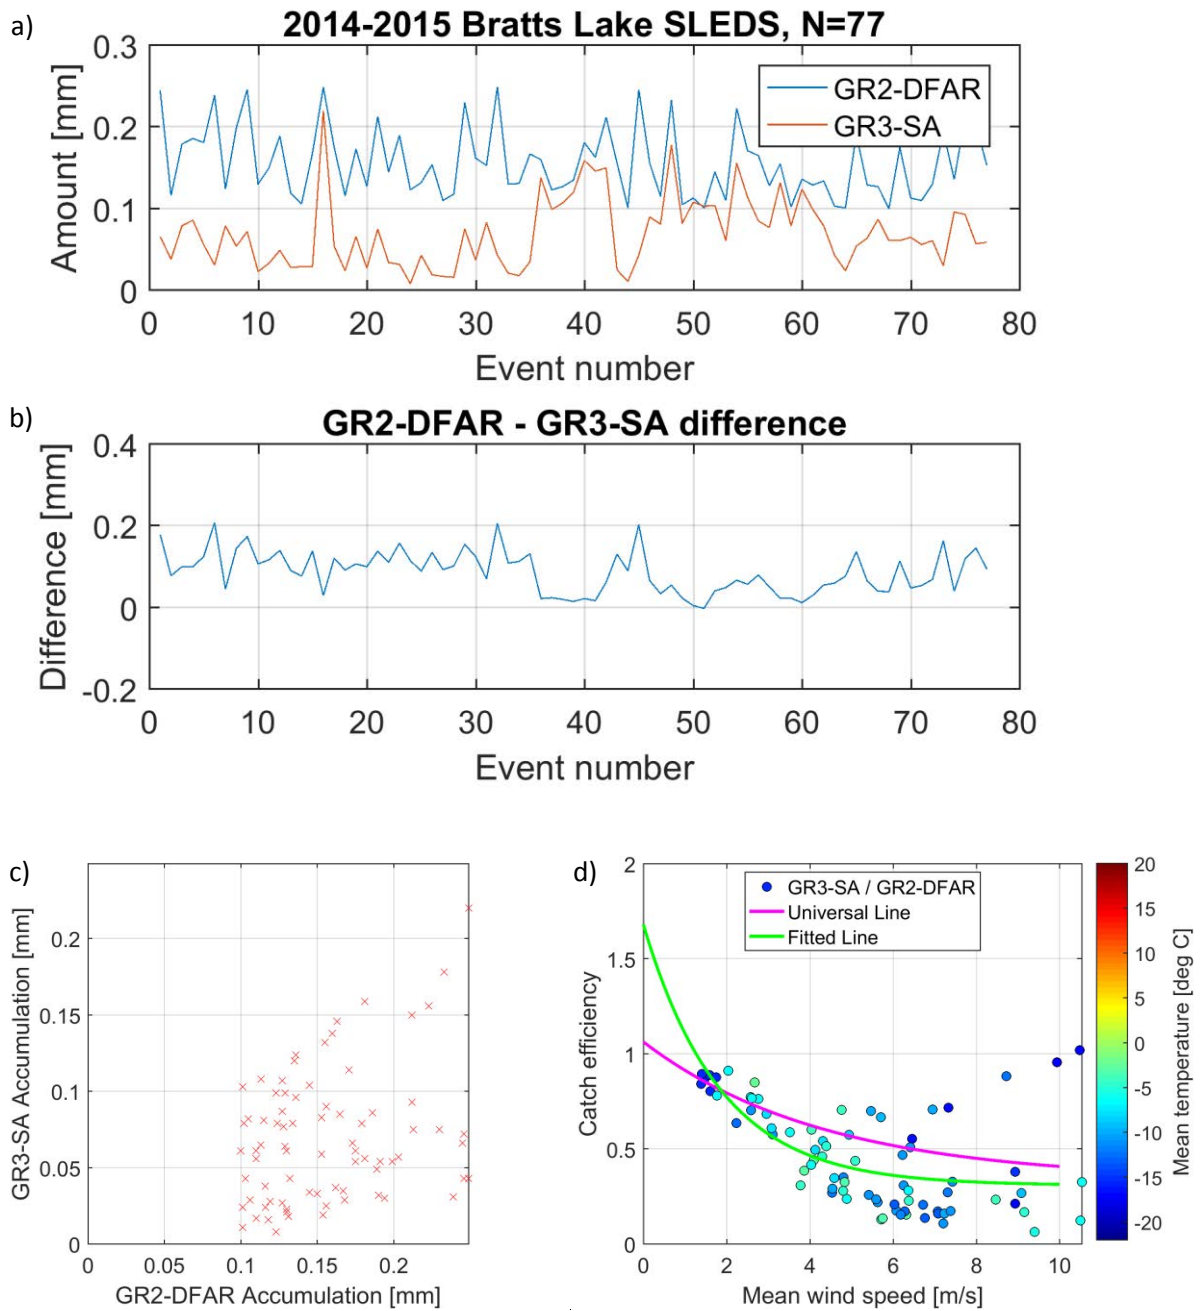 a)
2014-2015 Bratts Lake SLEDS, N=77
Amount [mm]
0.3
0.2
0.1
0
GR2-DFAR
GR3-SA
0 10 20 30 40 50 60 70 80
Event number
b)
GR2-DFAR - GR3-SA difference
Difference [mm]
0.4
0.2
0
-0.2
0 10 20 30 40 50 60 70 80
Event number
c)
GR3-SA Accumulation [mm]
0.2
0.15
0.1
0.05
0
0 0.05 0.1 0.15 0.2
GR2-DFAR Accumulation [mm]
d)
Catch efficiency
2
1.5
1
0.5
0
GR3-SA / GR2-DFAR
Universal Line
Fitted Line
0 2 4 6 8 10
Mean wind speed [m/s]
20
15
10
5
0
-5
-10
-15
-20
Mean temperature [deg C]